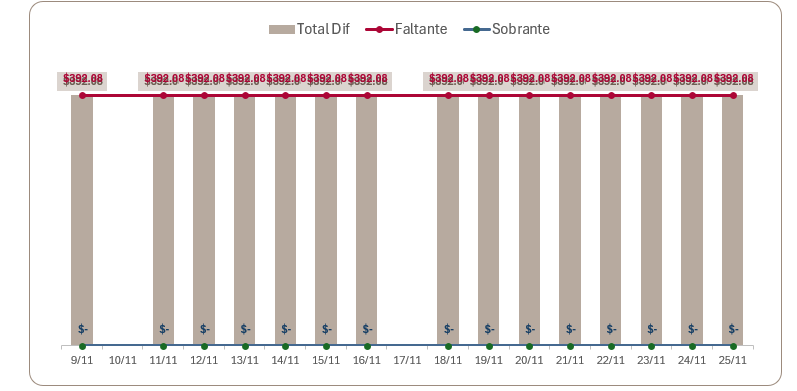 Total Dif Faltante Sobrante
$392.08 $392.08 $392.08 $392.08 $392.08 $392.08 $392.08 $392.08 $392.08 $392.08 $392.08 $392.08 $392.08 $392.08 $392.08
$- $- $- $- $- $- $- $- $- $- $- $- $- $- $-
9/11 10/11 11/11 12/11 13/11 14/11 15/11 16/11 17/11 18/11 19/11 20/11 21/11 22/11 23/11 24/11 25/11